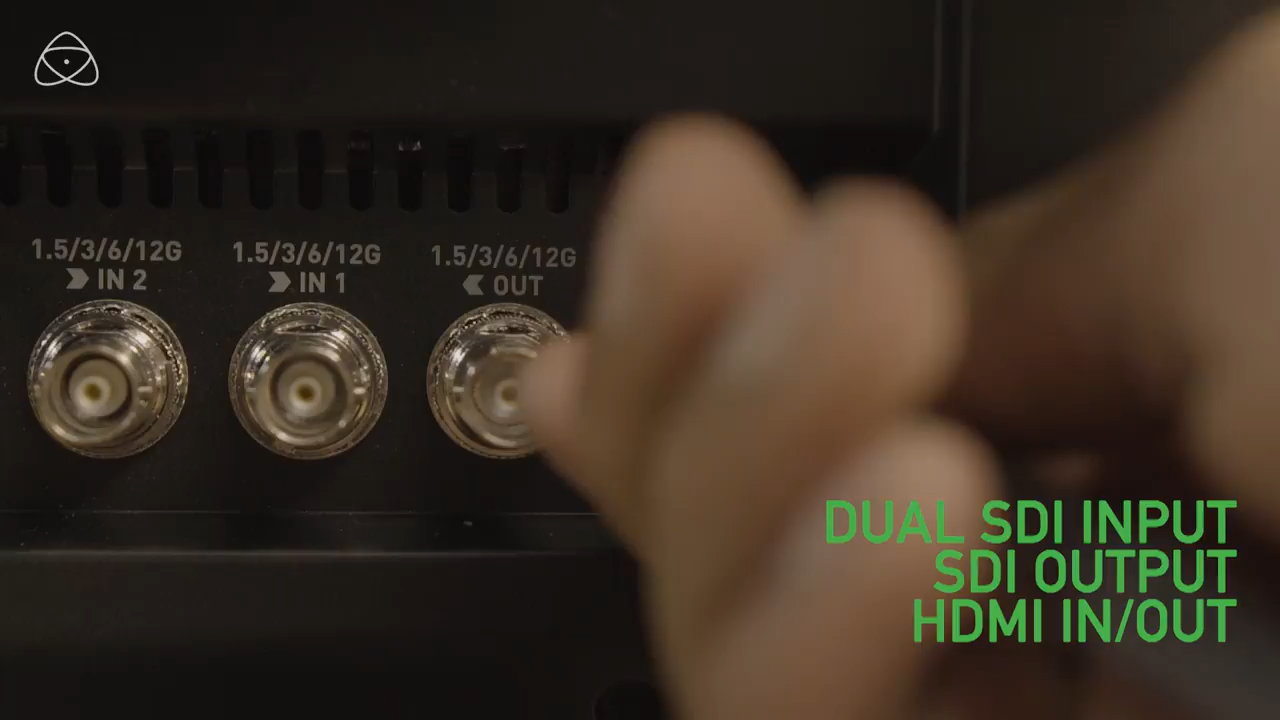 1.5/3/6/12G
IN 2
1.5/3/6/12G
IN 1
1.5/3/6/12G
OUT
DUAL SDI INPUT
SDI OUTPUT
HDMI IN/OUT